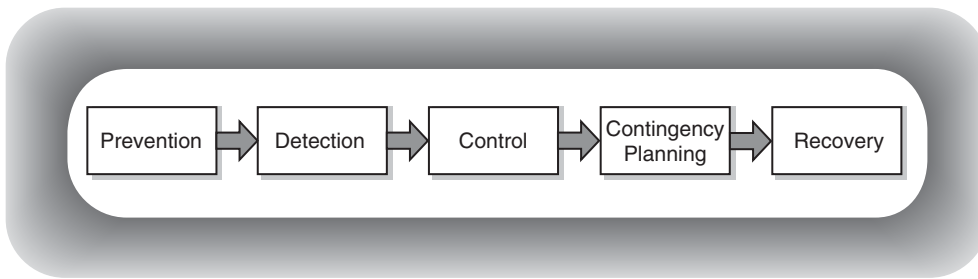 Prevention
Detection
Control
Contingency
Planning
Recovery